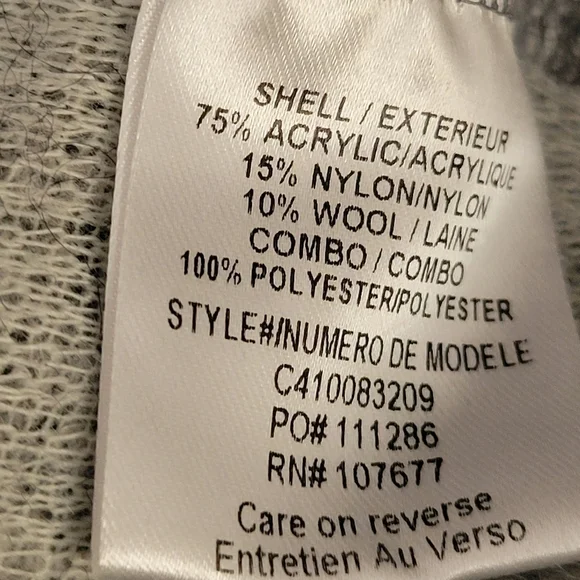 SHELL / EXTERIEUR
75% ACRYLIC/ACRYLIQUE
15% NYLON/NYLON
10% WOOL / LAINE
COMBO / COMBO
100% POLYESTER/POLYESTER
STYLE#/NUMERO DE MODELE
C410083209
PO# 111286
RN# 107677
Care on reverse
Entretien Au Verso